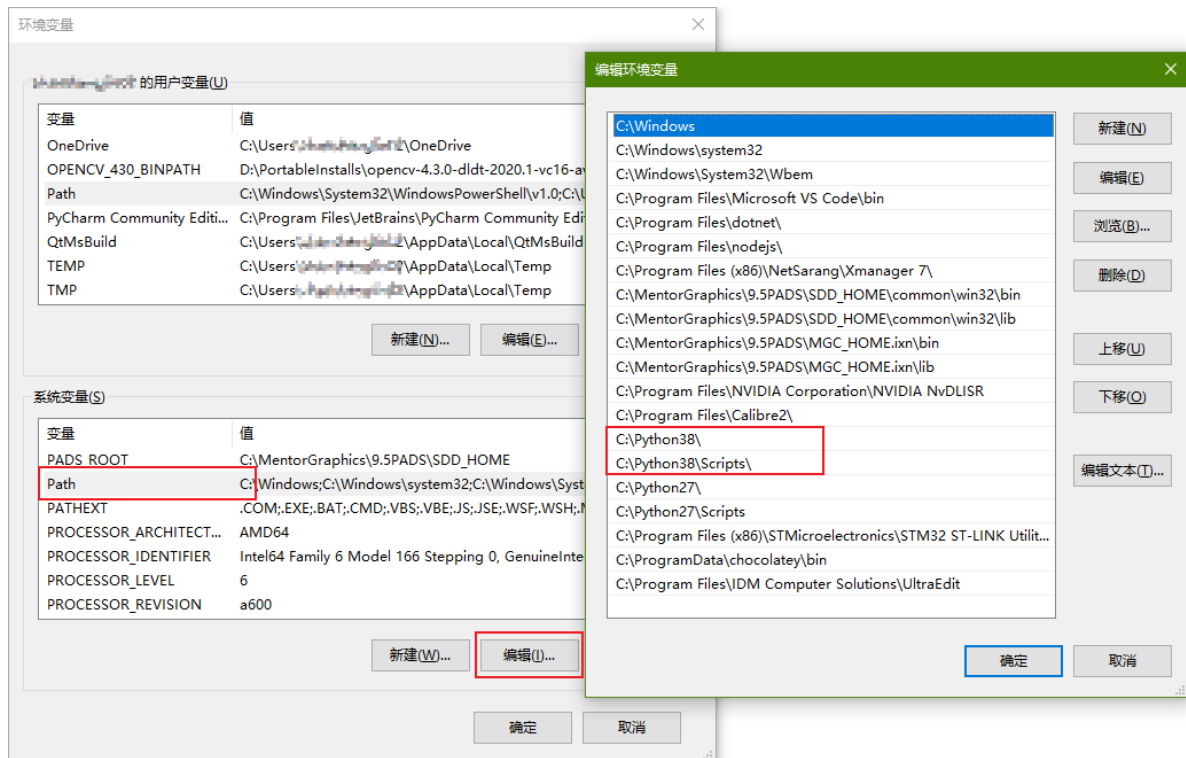 环境变量
的用户变量(U)
变量 值
OneDrive C:\Users\ \OneDrive
OPENCV_430_BINPATH D:\PortableInstalls\opencv-4.3.0-dldt-2020.1-vc16-a
Path C:\Windows\System32\WindowsPowerShell\v1.0;C:\
PyCharm Community Editi... C:\Program Files\JetBrains\PyCharm Community Edi
QtMsBuild C:\Users\ \AppData\Local\QtMsBuild
TEMP C:\Users\ \AppData\Local\Temp
TMP C:\Users\ \AppData\Local\Temp
新建(N)... 编辑(E)...
系统变量(S)
变量 值
PADS_ROOT C:\MentorGraphics\9.5PADS\SDD_HOME
Path C:\Windows;C:\Windows\system32;C:\Windows\Syst
PATHEXT .COM;.EXE;.BAT;.CMD;.VBS;.VBE;.JS;.JSE;.WSF;.WSH;.
PROCESSOR_ARCHITECT... AMD64
PROCESSOR_IDENTIFIER Intel64 Family 6 Model 166 Stepping 0, GenuineInte
PROCESSOR_LEVEL 6
PROCESSOR_REVISION a600
新建(W)... 编辑(I)...
确定 取消
编辑环境变量
C:\Windows
C:\Windows\system32
C:\Windows\System32\Wbem
C:\Program Files\Microsoft VS Code\bin
C:\Program Files\dotnet\
C:\Program Files\nodejs\
C:\Program Files (x86)\NetSarang\Xmanager 7\
C:\MentorGraphics\9.5PADS\SDD_HOME\common\win32\bin
C:\MentorGraphics\9.5PADS\SDD_HOME\common\win32\lib
C:\MentorGraphics\9.5PADS\MGC_HOME.ixn\bin
C:\MentorGraphics\9.5PADS\MGC_HOME.ixn\lib
C:\Program Files\NVIDIA Corporation\NVIDIA NvDLISR
C:\Program Files\Calibre2\
C:\Python38\
C:\Python38\Scripts\
C:\Python27\
C:\Python27\Scripts
C:\Program Files (x86)\STMicroelectronics\STM32 ST-LINK Utilit...
C:\ProgramData\chocolatey\bin
C:\Program Files\IDM Computer Solutions\UltraEdit
新建(N)
编辑(E)
浏览(B)...
删除(D)
上移(U)
下移(O)
编辑文本(T)...
确定 取消